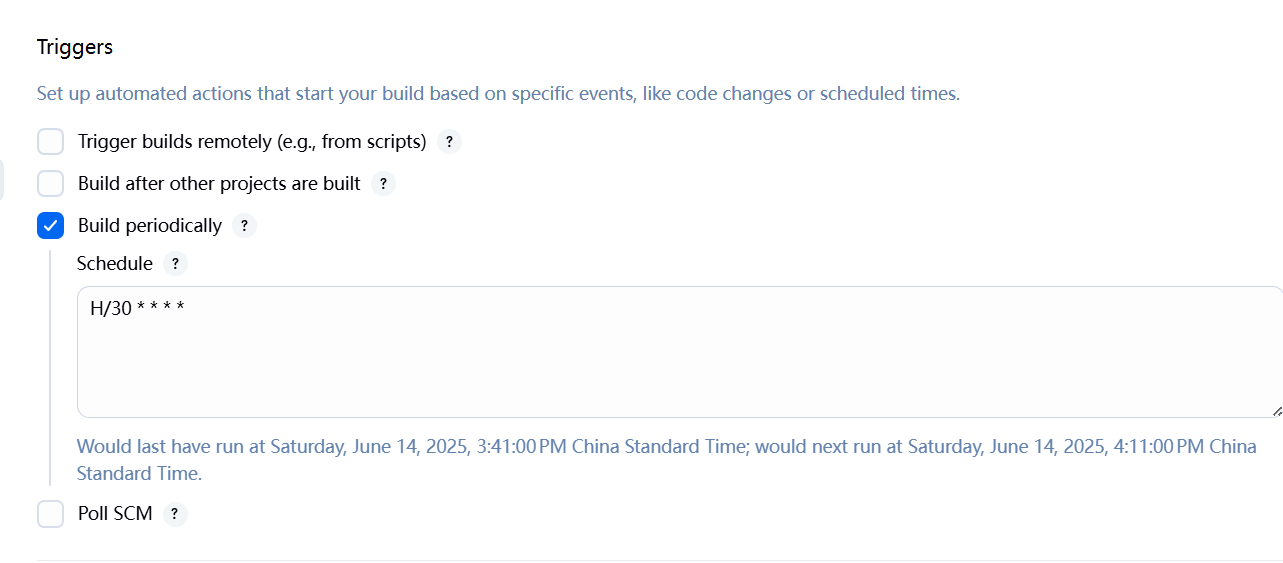 Triggers
Set up automated actions that start your build based on specific events, like code changes or scheduled times.
Trigger builds remotely (e.g., from scripts) ?
Build after other projects are built ?
Build periodically ?
Schedule ?
H/30 * * * *
Would last have run at Saturday, June 14, 2025, 3:41:00 PM China Standard Time; would next run at Saturday, June 14, 2025, 4:11:00 PM China
Standard Time.
Poll SCM ?